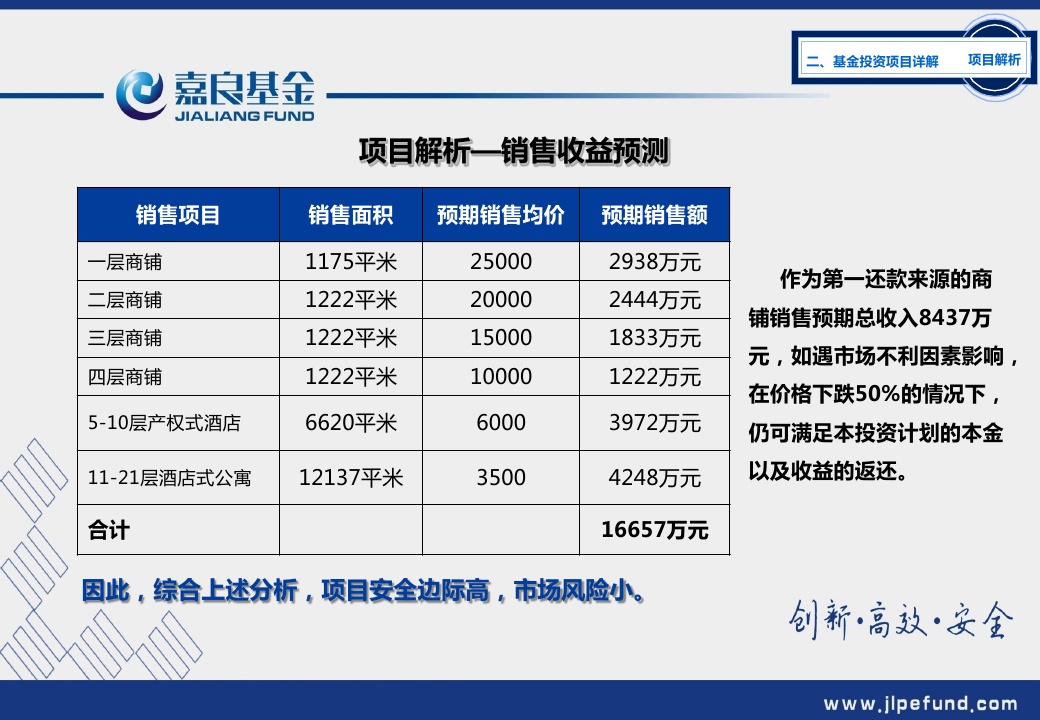 二、基金投资项目详解 项目解析
嘉良基金
JIALIANG FUND
项目解析—销售收益预测
销售项目 销售面积 预期销售均价 预期销售额
一层商铺 1175平米 25000 2938万元
二层商铺 1222平米 20000 2444万元
三层商铺 1222平米 15000 1833万元
四层商铺 1222平米 10000 1222万元
5-10层产权式酒店 6620平米 6000 3972万元
11-21层酒店式公寓 12137平米 3500 4248万元
合计 16657万元
作为第一还款来源的商
铺销售预期总收入8437万
元，如遇市场不利因素影响，
在价格下跌50%的情况下，
仍可满足本投资计划的本金
以及收益的返还。
因此，综合上述分析，项目安全边际高，市场风险小。
创新·高效·安全
www.jlpefund.com